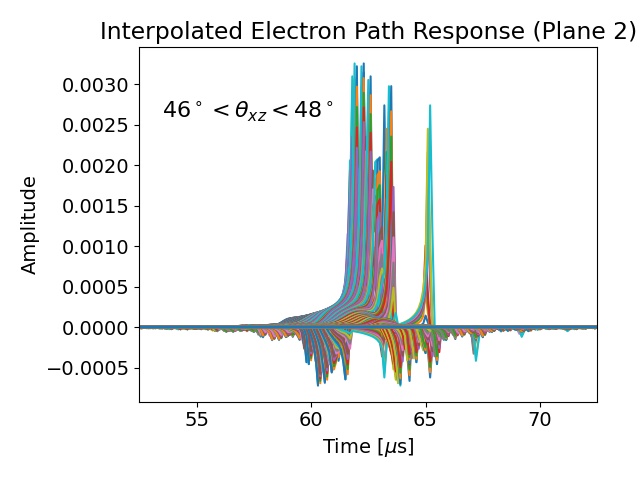 Interpolated Electron Path Response (Plane 2)
46° < θxz < 48°
Amplitude
0.0030
0.0025
0.0020
0.0015
0.0010
0.0005
0.0000
−0.0005
55 60 65 70
Time [μs]